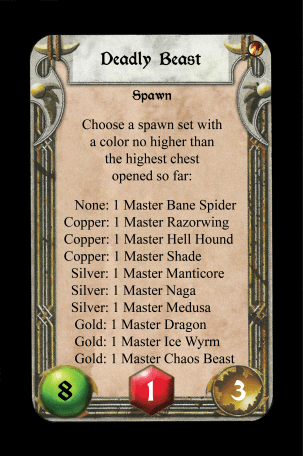 Deadly Beast
Spawn
Choose a spawn set with
a color no higher than
the highest chest
opened so far:
None: 1 Master Bane Spider
Copper: 1 Master Razorwing
Copper: 1 Master Hell Hound
Copper: 1 Master Shade
Silver: 1 Master Manticore
Silver: 1 Master Naga
Silver: 1 Master Medusa
Gold: 1 Master Dragon
Gold: 1 Master Ice Wyrm
Gold: 1 Master Chaos Beast
8 1 3